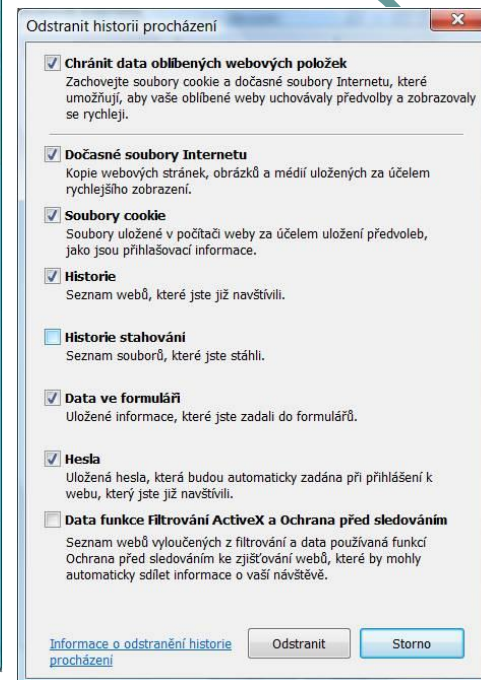 Odstranit historii procházení
Chránit data oblíbených webových položek
Zachovejte soubory cookie a dočasné soubory Internetu, které
umožňují, aby vaše oblíbené weby uchovávaly předvolby a zobrazovaly
se rychleji.
Dočasné soubory Internetu
Kopie webových stránek, obrázků a médií uložených za účelem
rychlejšího zobrazení.
Soubory cookie
Soubory uložené v počítači weby za účelem uložení předvoleb,
jako jsou přihlašovací informace.
Historie
Seznam webů, které jste již navštívili.
Historie stahování
Seznam souborů, které jste stáhli.
Data ve formuláři
Uložené informace, které jste zadali do formulářů.
Hesla
Uložená hesla, která budou automaticky zadána při přihlášení k
webu, který jste již navštívili.
Data funkce Filtrování ActiveX a Ochrana před sledováním
Seznam webů vyloučených z filtrování a data používaná funkcí
Ochrana před sledováním ke zjišťování webů, které by mohly
automaticky sdílet informace o vaší návštěvě.
Informace o odstranění historie
procházení
Odstranit
Storno